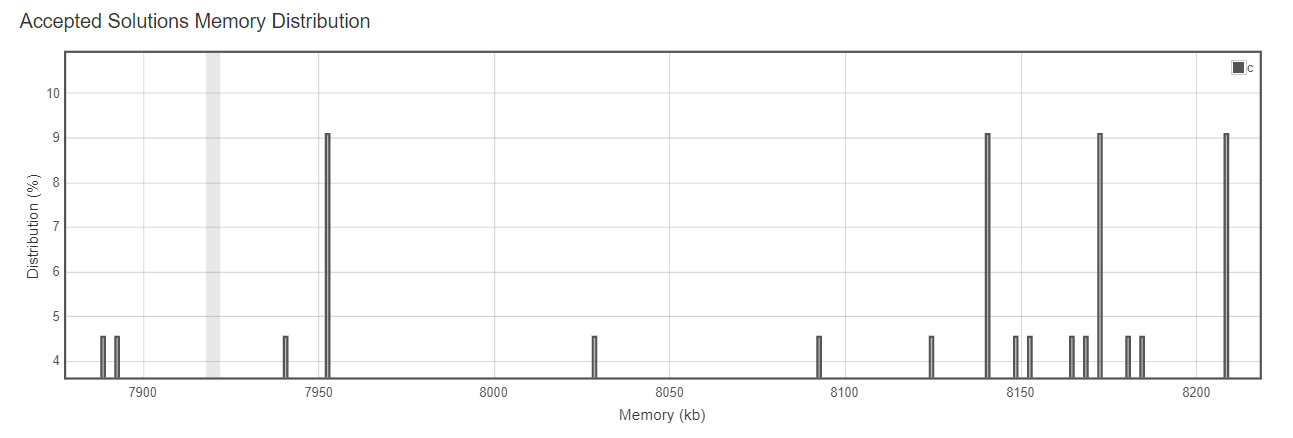 Accepted Solutions Memory Distribution
c
10
9
8
7
6
5
4
Distribution (%)
7900 7950 8000 8050 8100 8150 8200
Memory (kb)